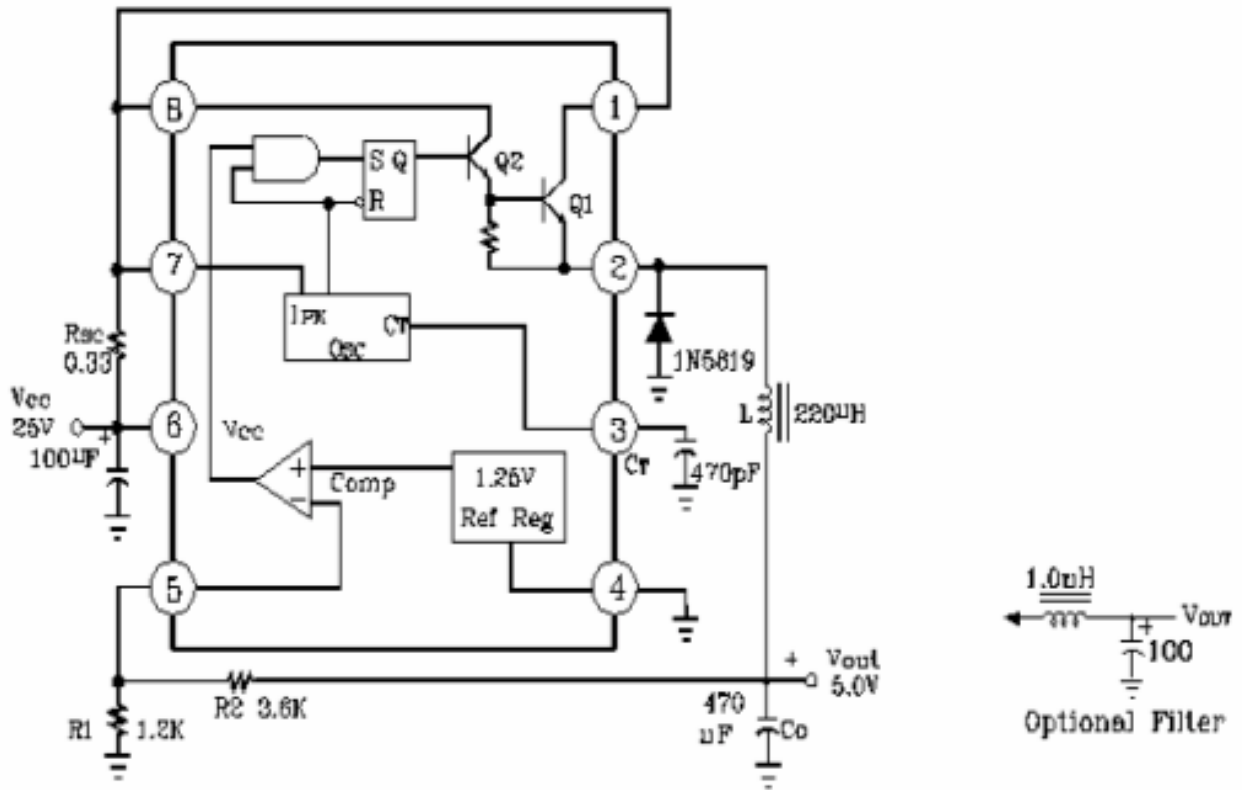 8
1
S Q
Q2
R
Q1
7
2
IPK
CT
Osc
Rsc
0.33
1N5819
Vcc
25V
100µF
6
Vcc
L
220µH
3
CT
470pF
+
Comp
−
1.25V
Ref Reg
5
4
1.0uH
+
VOUT
100
Optional Filter
+
Vout
5.0V
R2 3.6K
470
uF
Co
R1
1.2K
+